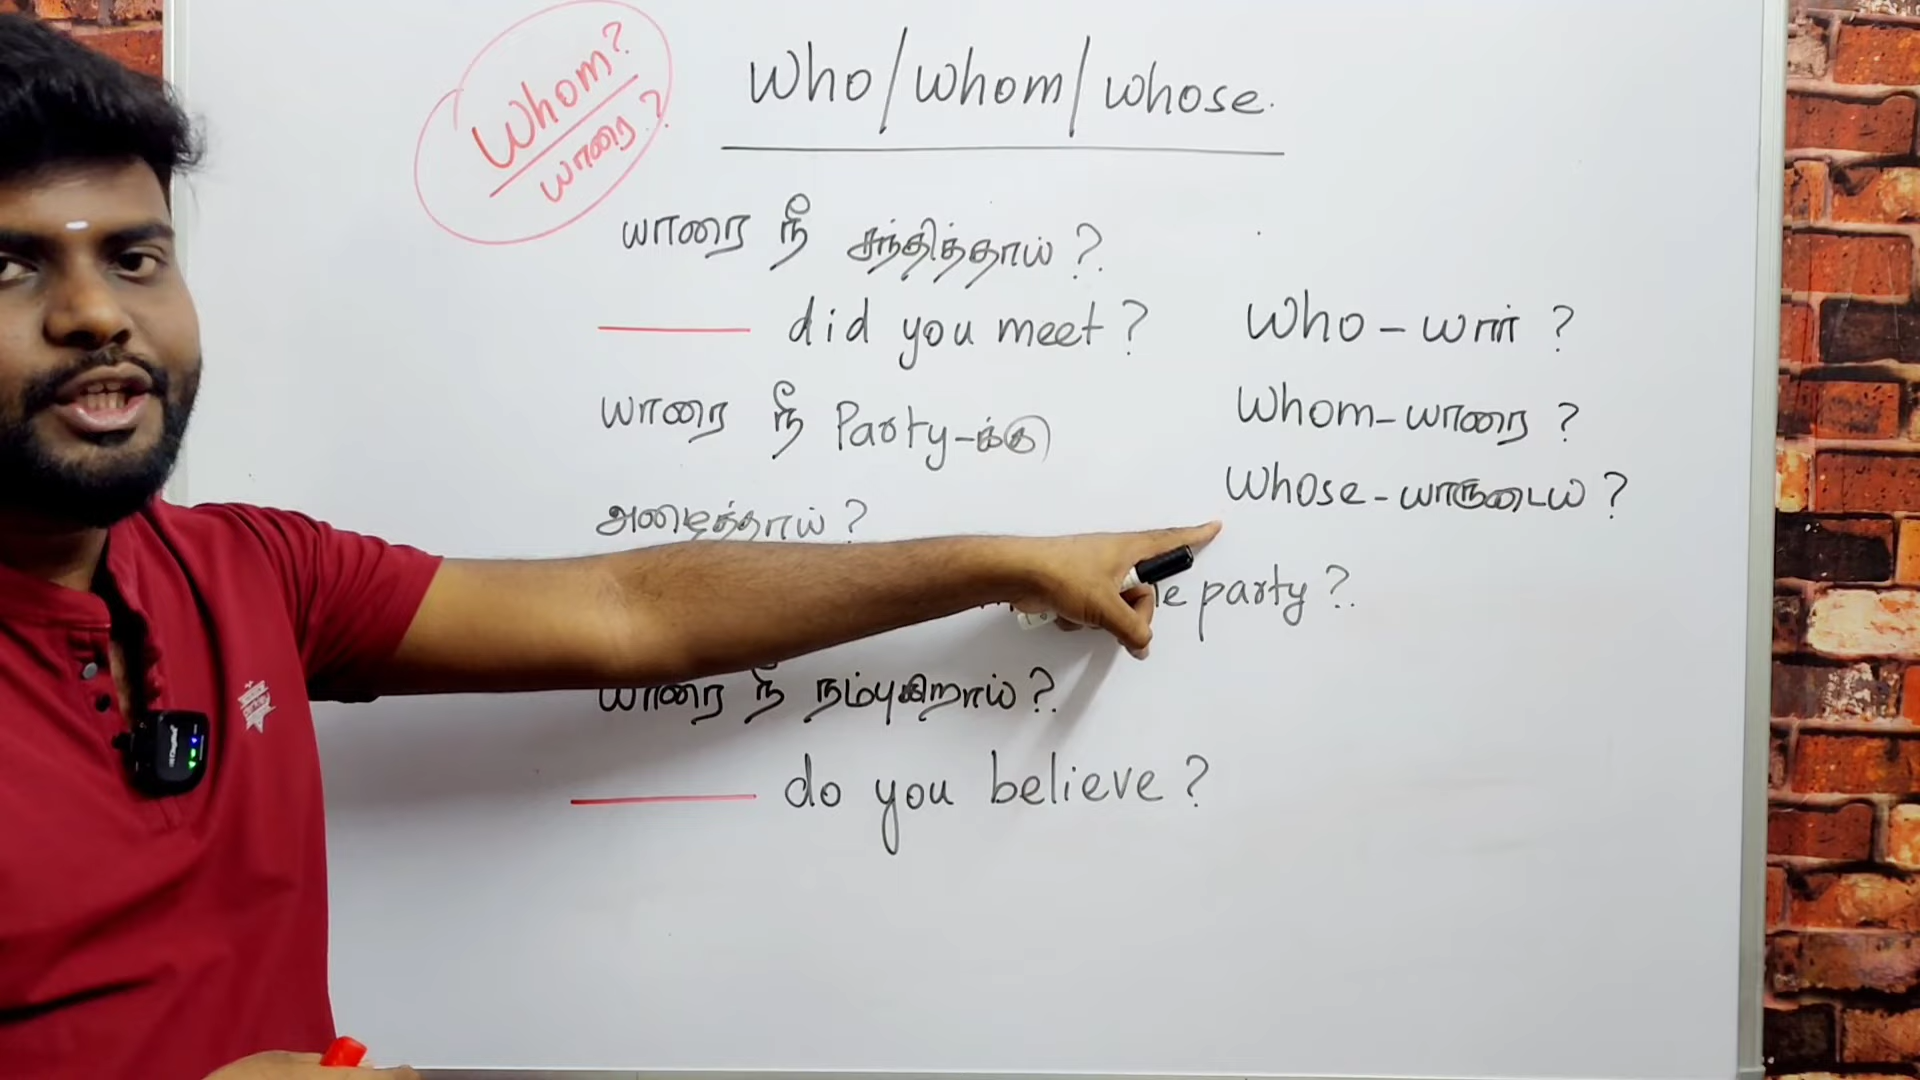 Whom?
யாரை?
Who/whom/whose.
யாரை நீ சந்தித்தாய்?
did you meet?
Who - யார்?
யாரை நீ Party-க்கு
Whom - யாரை?
Whose - யாருடைய?
அழைத்தாய்?
party?
யாரை நீ நம்புகிறாய்?
do you believe?